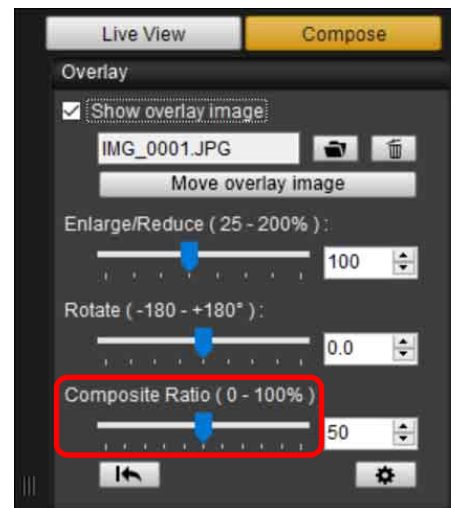 Live View Compose
Overlay
Show overlay image
IMG_0001.JPG
Move overlay image
Enlarge/Reduce ( 25 - 200% ) :
100
Rotate ( -180 - +180° ) :
0.0
Composite Ratio ( 0 - 100% )
50